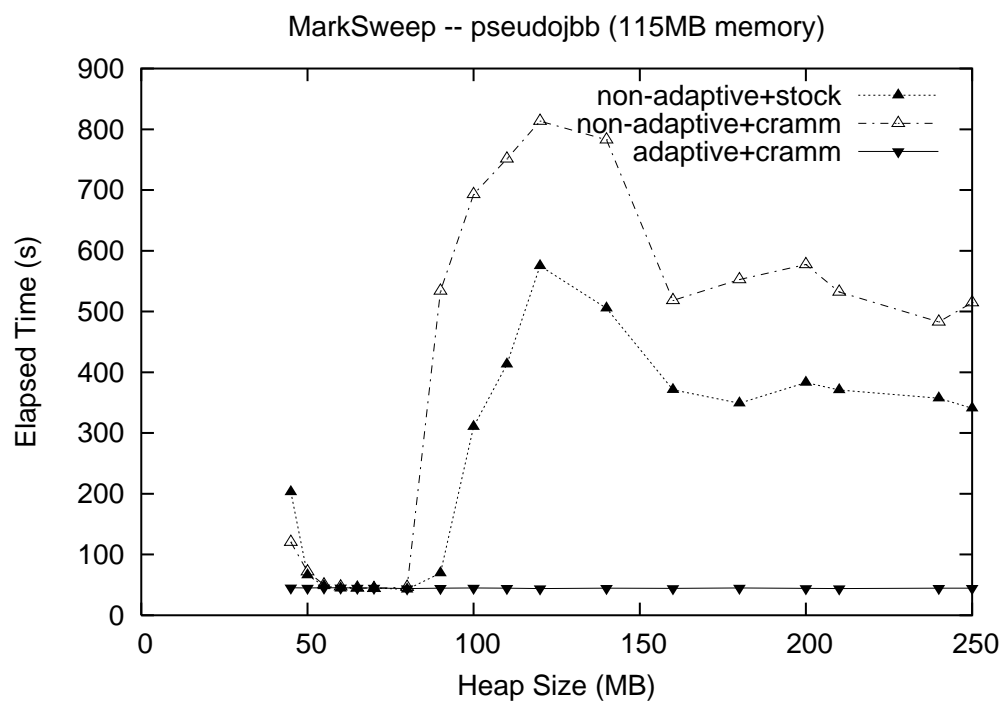 MarkSweep -- pseudojbb (115MB memory)
900
800
700
600
500
400
300
200
100
0
Elapsed Time (s)
non-adaptive+stock
non-adaptive+cramm
adaptive+cramm
0 50 100 150 200 250
Heap Size (MB)